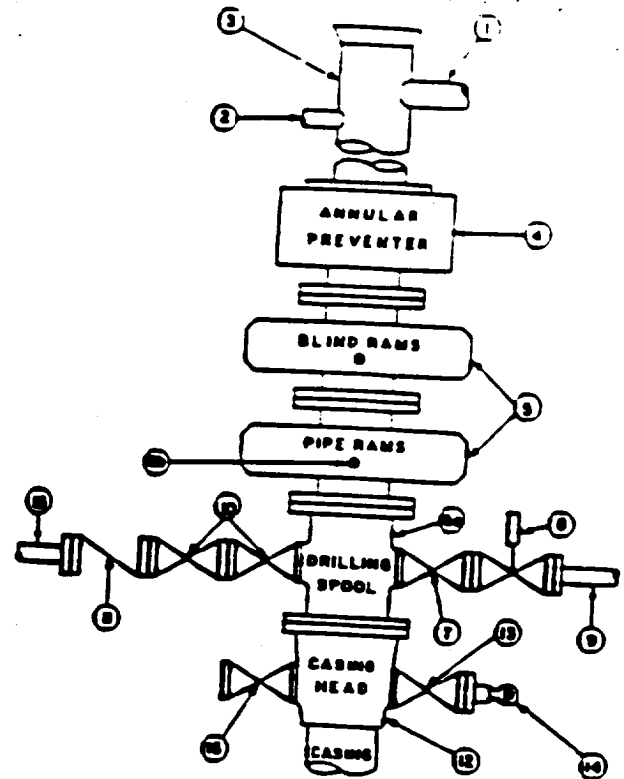 3
1
2
ANNULAR
PREVENTER
4
BLIND RAMS
5
PIPE RAMS
10
DRILLING
SPOOL
8
7
9
13
CASING
HEAD
12
CASING